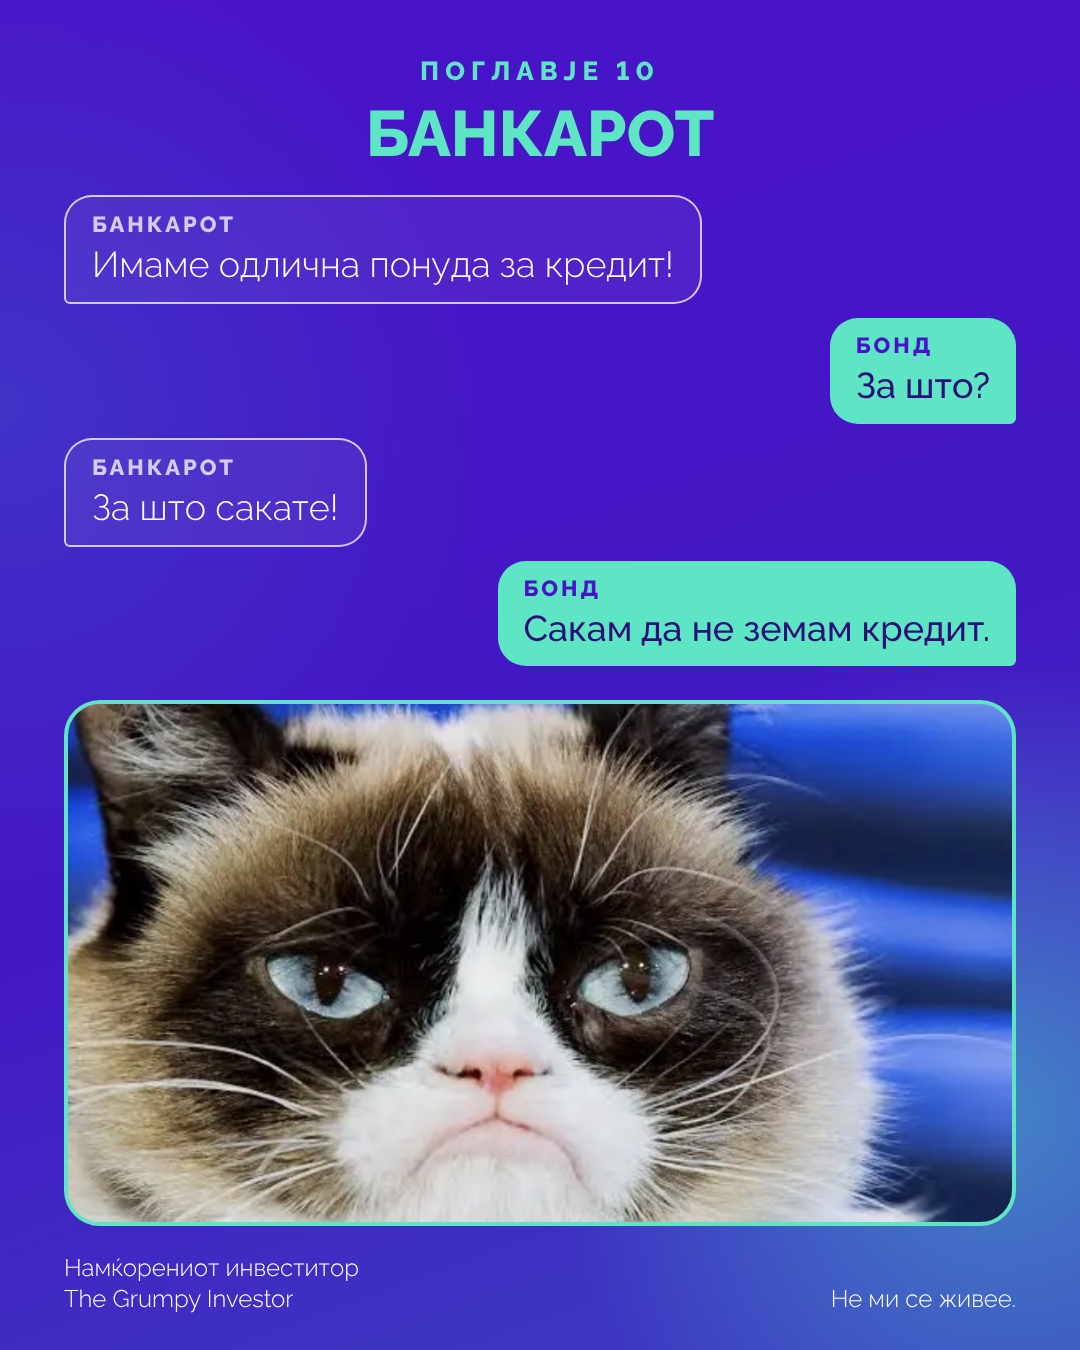 ПОГЛАВЈЕ 10
БАНКАРОТ
БАНКАРОТ
Имаме одлична понуда за кредит!
БОНД
За што?
БАНКАРОТ
За што сакате!
БОНД
Сакам да не земам кредит.
Намќорениот инвеститор
The Grumpy Investor
Не ми се живее.